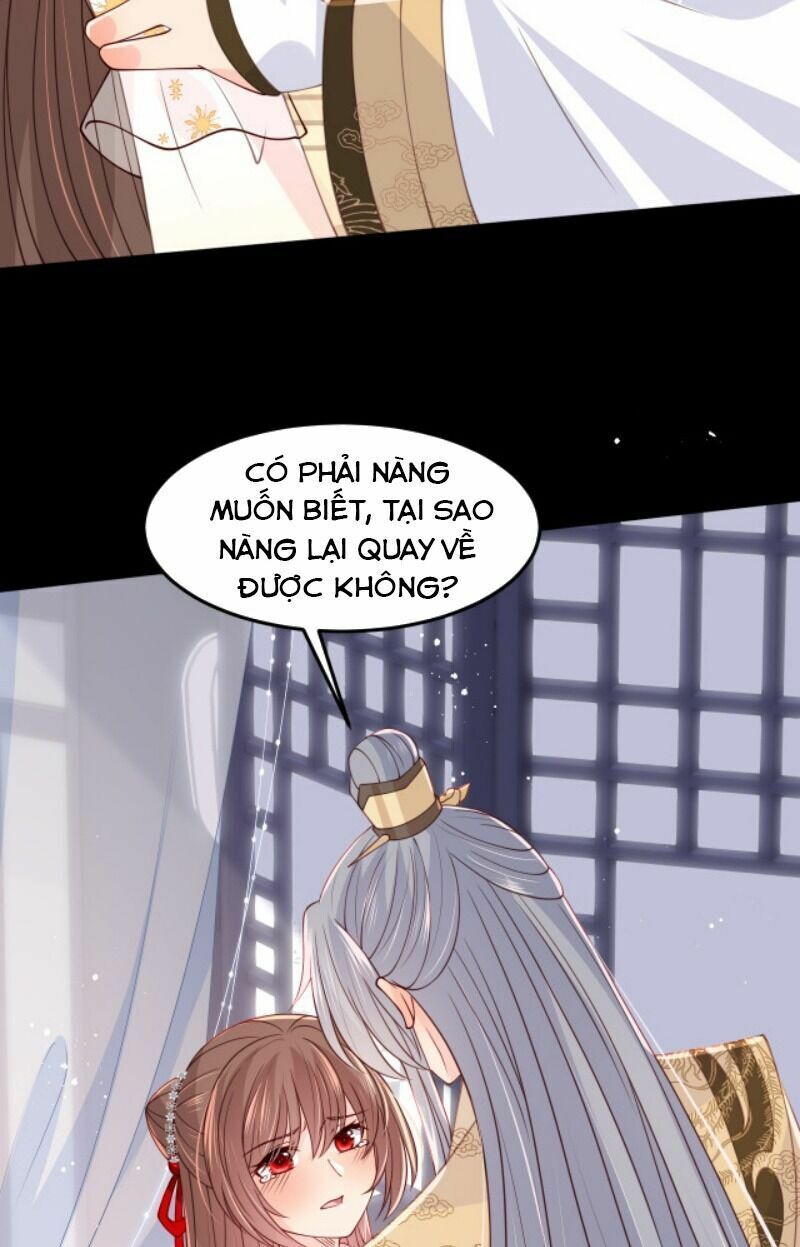 CÓ PHẢI NÀNG
MUỐN BIẾT, TẠI SAO
NÀNG LẠI QUAY VỀ
ĐƯỢC KHÔNG?